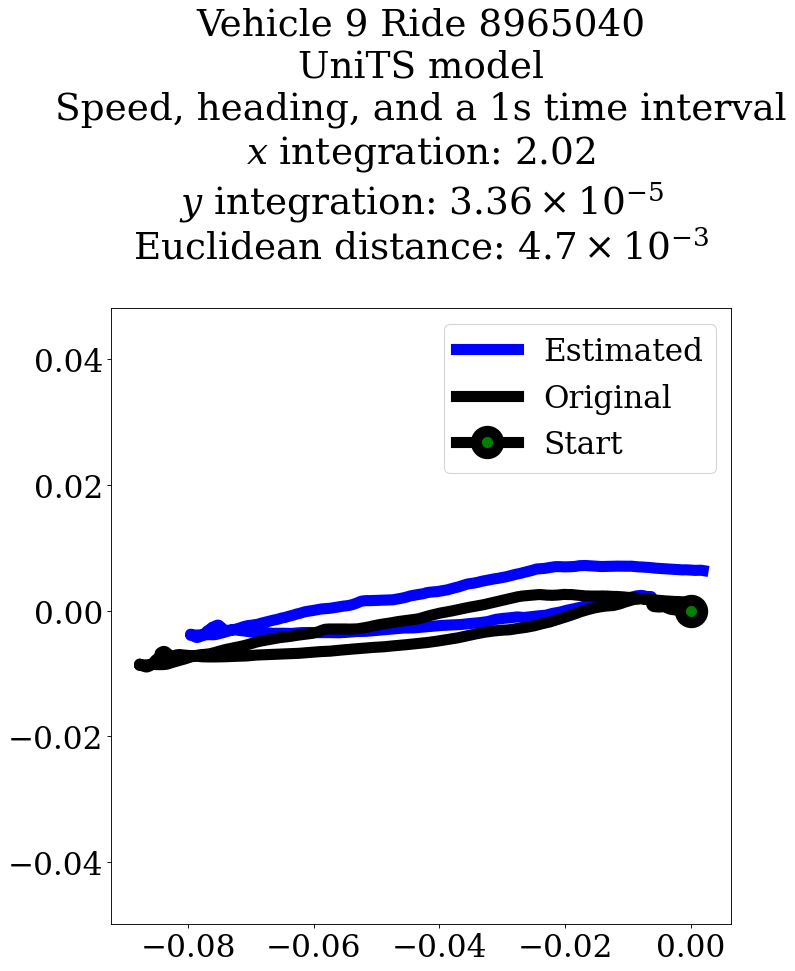 Vehicle 9 Ride 8965040
UniTS model
Speed, heading, and a 1s time interval
x integration: 2.02
y integration: 3.36 × 10⁻⁵
Euclidean distance: 4.7 × 10⁻³
Estimated
Original
Start
0.04
0.02
0.00
−0.02
−0.04
−0.08 −0.06 −0.04 −0.02 0.00